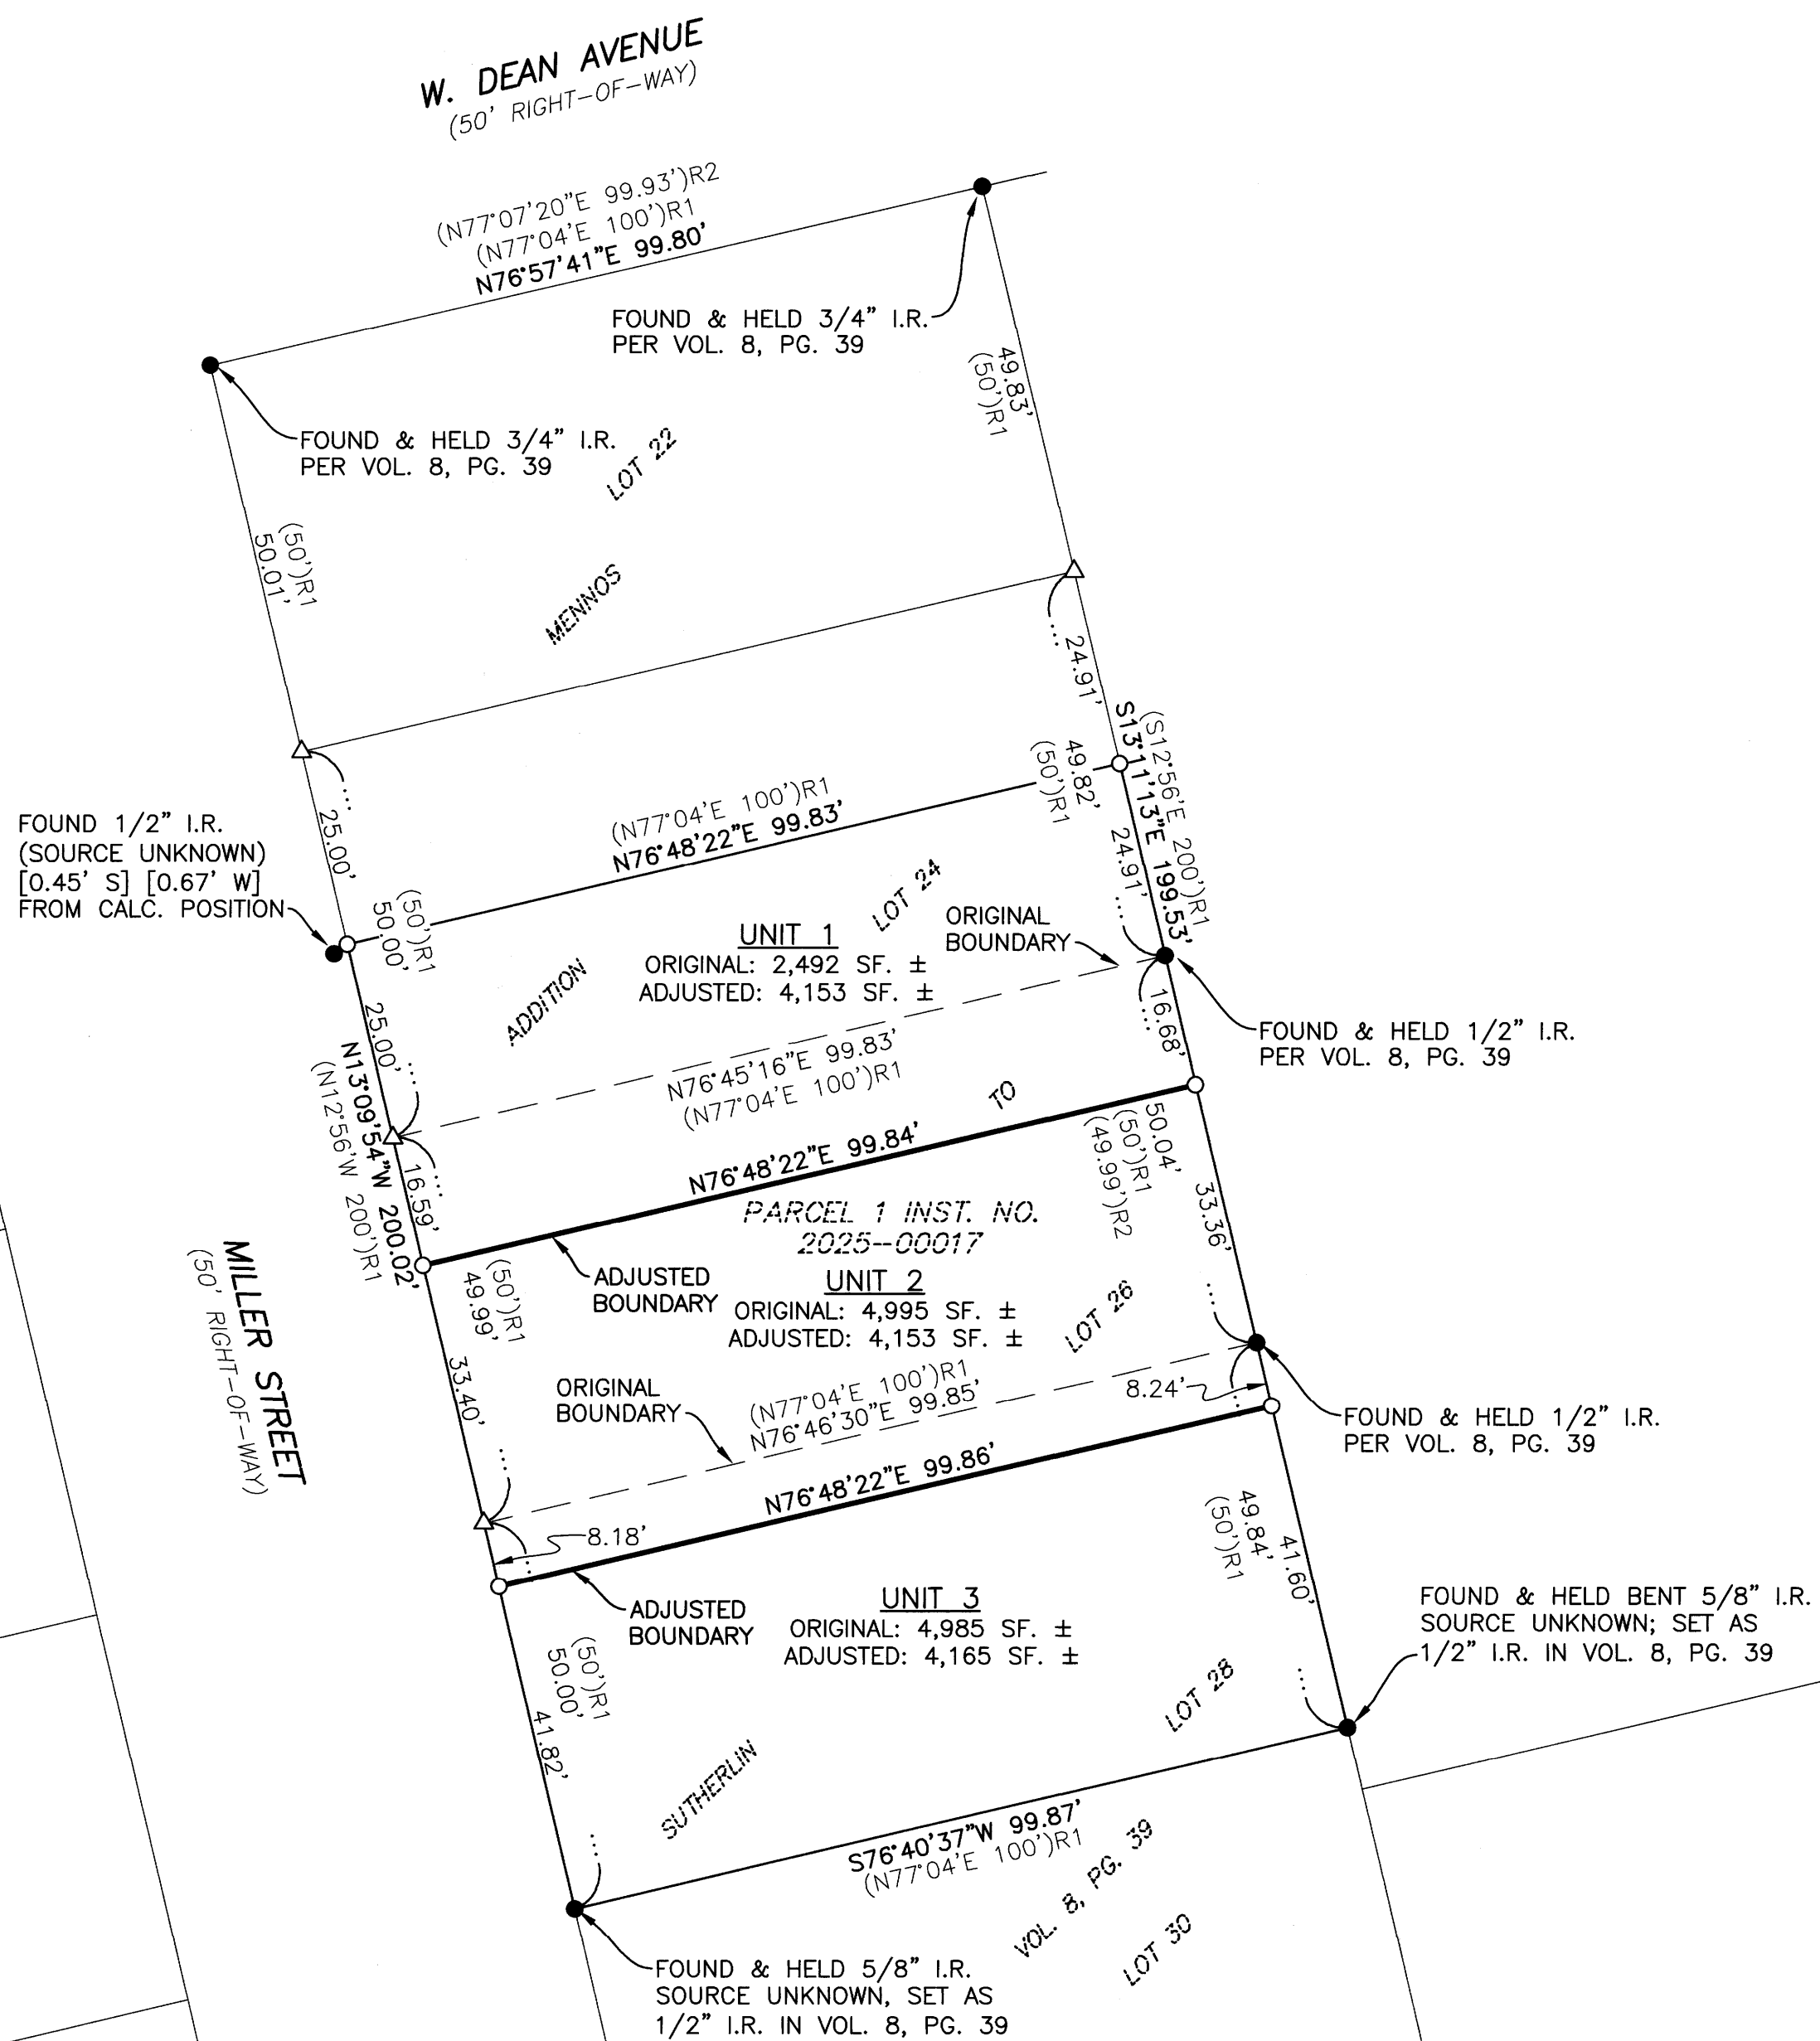 W. DEAN AVENUE
(50' RIGHT-OF-WAY)
(N77°07'20"E 99.93')R2
(N77°04'E 100')R1
N76°57'41"E 99.80'
FOUND & HELD 3/4" I.R.
PER VOL. 8, PG. 39
49.83'
(50')R1
FOUND & HELD 3/4" I.R.
PER VOL. 8, PG. 39
LOT 22
(50')R1
50.01'
MENNOS
24.91'
(S12°56'E 200')R1
S13°11'13"E 199.53'
49.82'
(50')R1
24.91'
25.00'
(N77°04'E 100')R1
N76°48'22"E 99.83'
FOUND 1/2" I.R.
(SOURCE UNKNOWN)
[0.45' S] [0.67' W]
FROM CALC. POSITION
(50')R1
50.00'
LOT 24
UNIT 1
ORIGINAL: 2,492 SF. ±
ADJUSTED: 4,153 SF. ±
ORIGINAL
BOUNDARY
ADDITION
25.00'
16.68'
FOUND & HELD 1/2" I.R.
PER VOL. 8, PG. 39
N76°45'16"E 99.83'
(N77°04'E 100')R1
TO
N13°09'54"W 200.02'
(N12°56'W 200')R1
16.59'
N76°48'22"E 99.84'
50.04'
(50')R1
(49.99')R2
33.36'
PARCEL 1 INST. NO.
2025--00017
ADJUSTED
BOUNDARY
UNIT 2
ORIGINAL: 4,995 SF. ±
ADJUSTED: 4,153 SF. ±
LOT 26
MILLER STREET
(50' RIGHT-OF-WAY)
(50')R1
49.99'
33.40'
ORIGINAL
BOUNDARY
(N77°04'E 100')R1
N76°46'30"E 99.85'
8.24'
FOUND & HELD 1/2" I.R.
PER VOL. 8, PG. 39
N76°48'22"E 99.86'
8.18'
49.84'
(50')R1
41.60'
ADJUSTED
BOUNDARY
UNIT 3
ORIGINAL: 4,985 SF. ±
ADJUSTED: 4,165 SF. ±
FOUND & HELD BENT 5/8" I.R.
SOURCE UNKNOWN; SET AS
1/2" I.R. IN VOL. 8, PG. 39
(50')R1
50.00'
41.82'
LOT 28
SUTHERLIN
S76°40'37"W 99.87'
(N77°04'E 100')R1
VOL. 8, PG. 39
LOT 30
FOUND & HELD 5/8" I.R.
SOURCE UNKNOWN, SET AS
1/2" I.R. IN VOL. 8, PG. 39